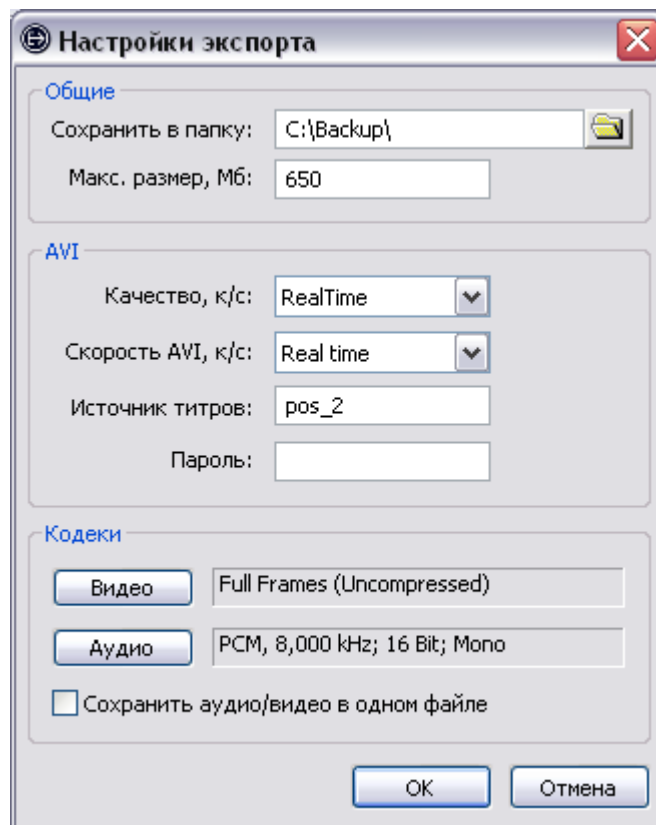 Настройки экспорта
Общие
Сохранить в папку: C:\Backup\
Макс. размер, Мб: 650
AVI
Качество, к/с: RealTime
Скорость AVI, к/с: Real time
Источник титров: pos_2
Пароль:
Кодеки
Видео Full Frames (Uncompressed)
Аудио PCM, 8,000 kHz; 16 Bit; Mono
Сохранить аудио/видео в одном файле
OK Отмена